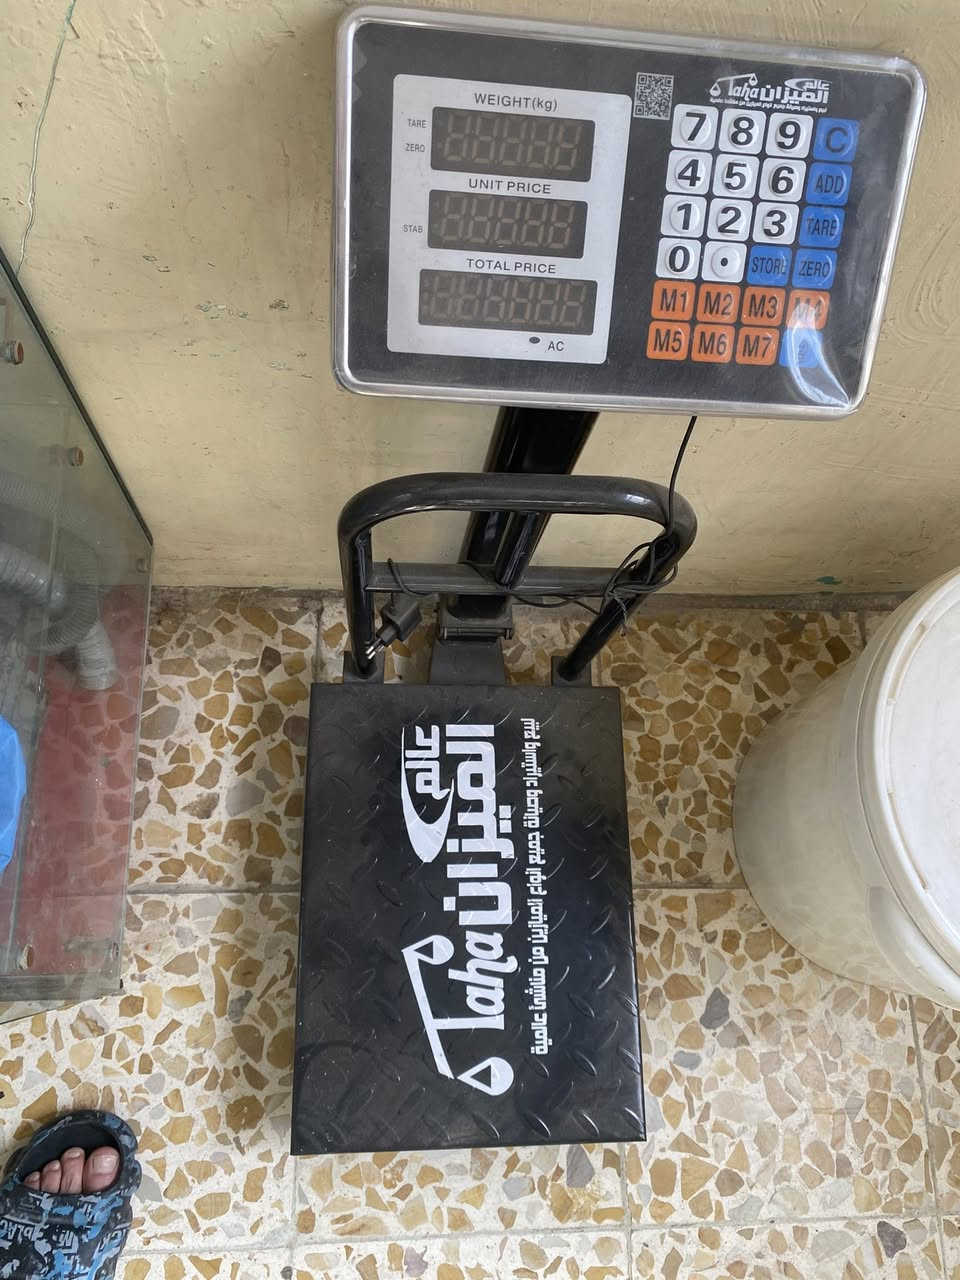 WEIGHT(kg)
TARE
ZERO
UNIT PRICE
STAB
TOTAL PRICE
AC
عالم
الميزان Taha
7 8 9 C
4 5 6 ADD
1 2 3 TARE
0 . STORE ZERO
M1 M2 M3 M4
M5 M6 M7
عالم
الميزان Taha
لبيع واستيراد وصيانة جميع انواع الميازين من مناشئ عالمية